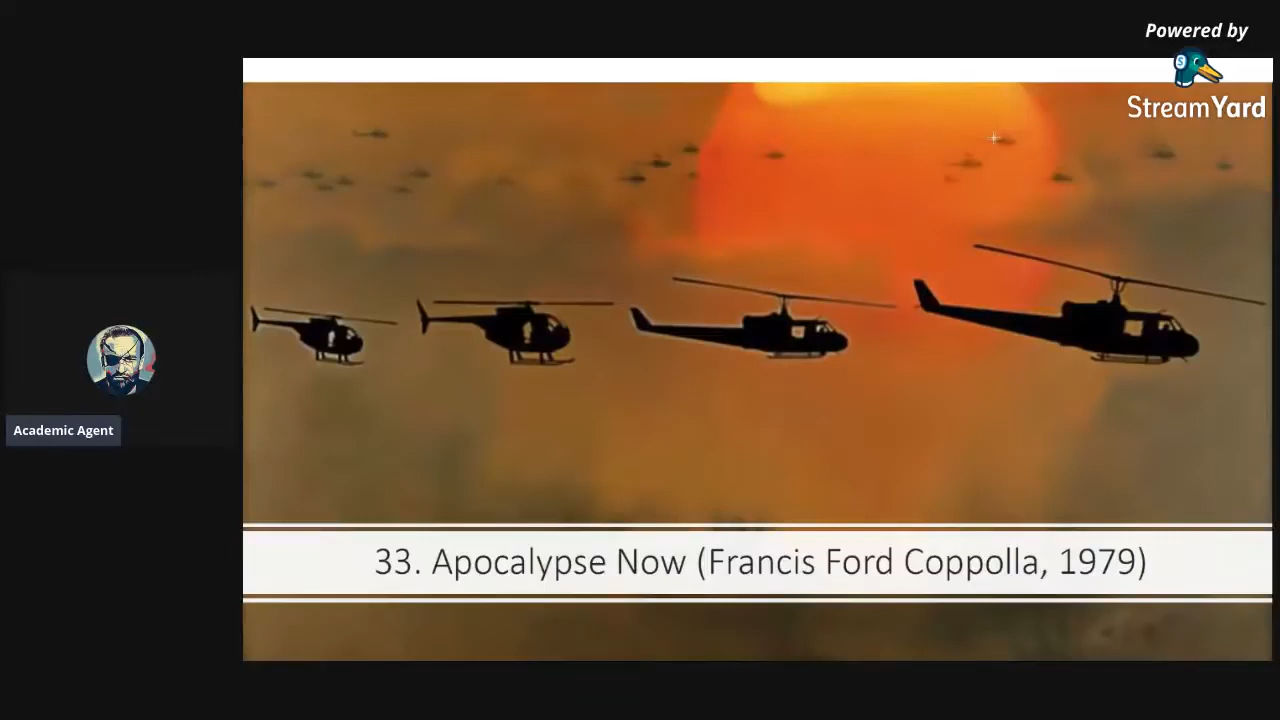 Powered by
StreamYard
Academic Agent
33. Apocalypse Now (Francis Ford Coppolla, 1979)